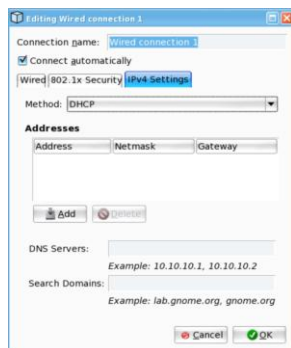 Editing Wired connection 1
Connection name: Wired connection 1
Connect automatically
Wired 802.1x Security IPv4 Settings
Method: DHCP
Addresses
Address Netmask Gateway
Add Delete
DNS Servers:
Example: 10.10.10.1, 10.10.10.2
Search Domains:
Example: lab.gnome.org, gnome.org
Cancel OK